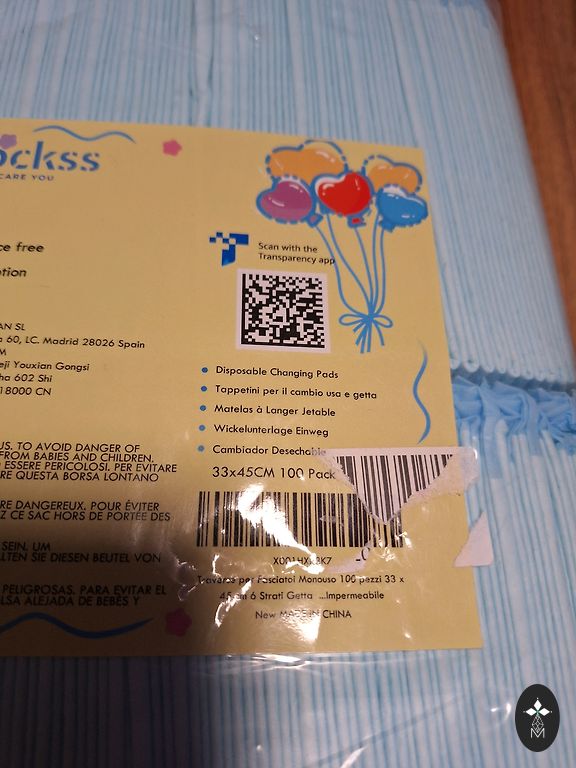 ockss
CARE YOU
ce free
tion
Scan with the
Transparency app
AN SL
60, LC. Madrid 28026 Spain
eji Youxian Gongsi
ha 602 Shi
18000 CN
Disposable Changing Pads
Tappetini per il cambio usa e getta
Matelas à Langer Jetable
Wickelunterlage Einweg
Cambiador Desechable
33x45CM 100 Pack
US. TO AVOID DANGER OF
FROM BABIES AND CHILDREN.
ESSERE PERICOLOSI. PER EVITARE
RE QUESTA BORSA LONTANO
RE DANGEREUX. POUR ÉVITER
Z CE SAC HORS DE PORTÉE DES
SEIN. UM
LTEN SIE DIESEN BEUTEL VON
PELIGROSAS. PARA EVITAR EL
LSA ALEJADA DE BEBÉS Y
Traverse per Fasciatoi Monouso 100 pezzi 33 x
45 cm 6 Strati Getta ...Impermeabile
New MADE IN CHINA
M